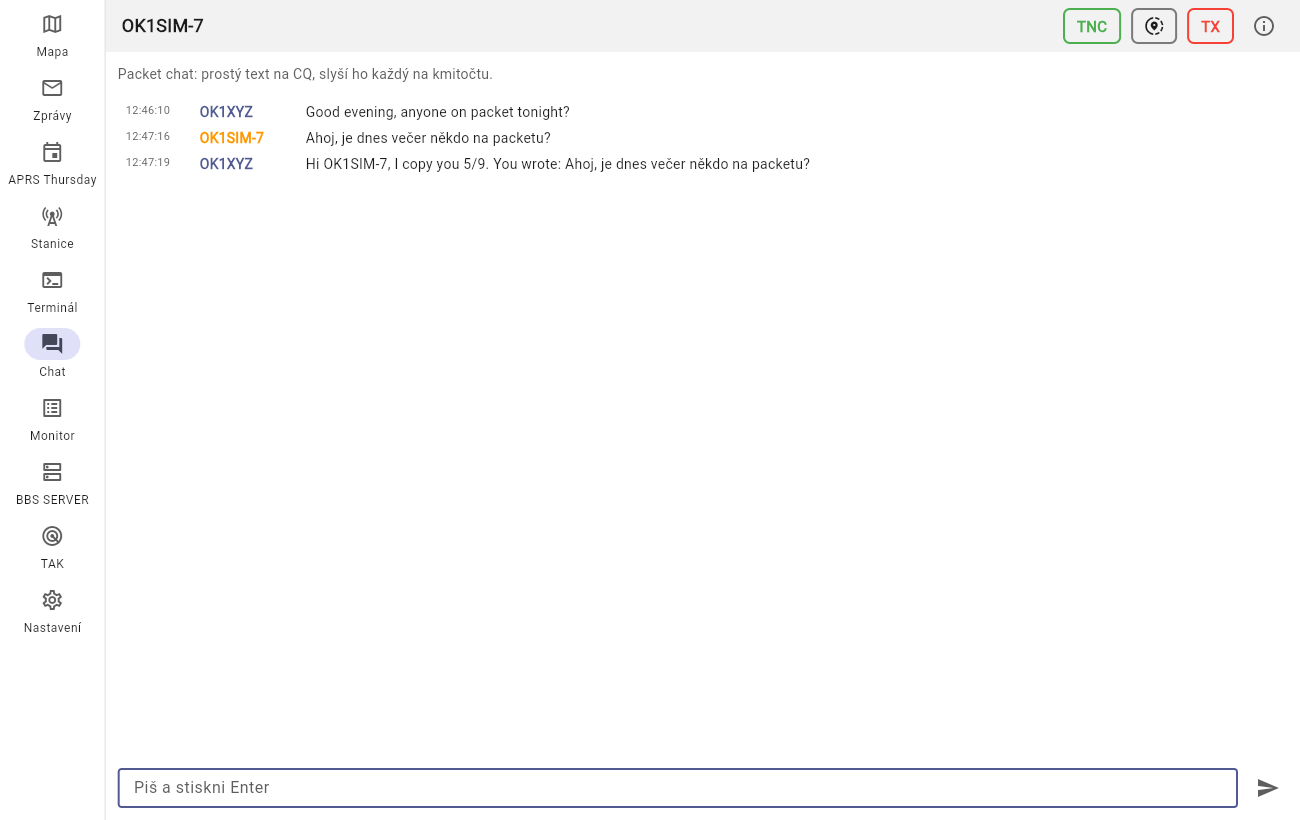 OK1SIM-7
TNC
TX
Mapa
Zprávy
APRS Thursday
Stanice
Terminál
Chat
Monitor
BBS SERVER
TAK
Nastavení
Packet chat: prostý text na CQ, slyší ho každý na kmitočtu.
12:46:10 OK1XYZ Good evening, anyone on packet tonight?
12:47:16 OK1SIM-7 Ahoj, je dnes večer někdo na packetu?
12:47:19 OK1XYZ Hi OK1SIM-7, I copy you 5/9. You wrote: Ahoj, je dnes večer někdo na packetu?
Piš a stiskni Enter